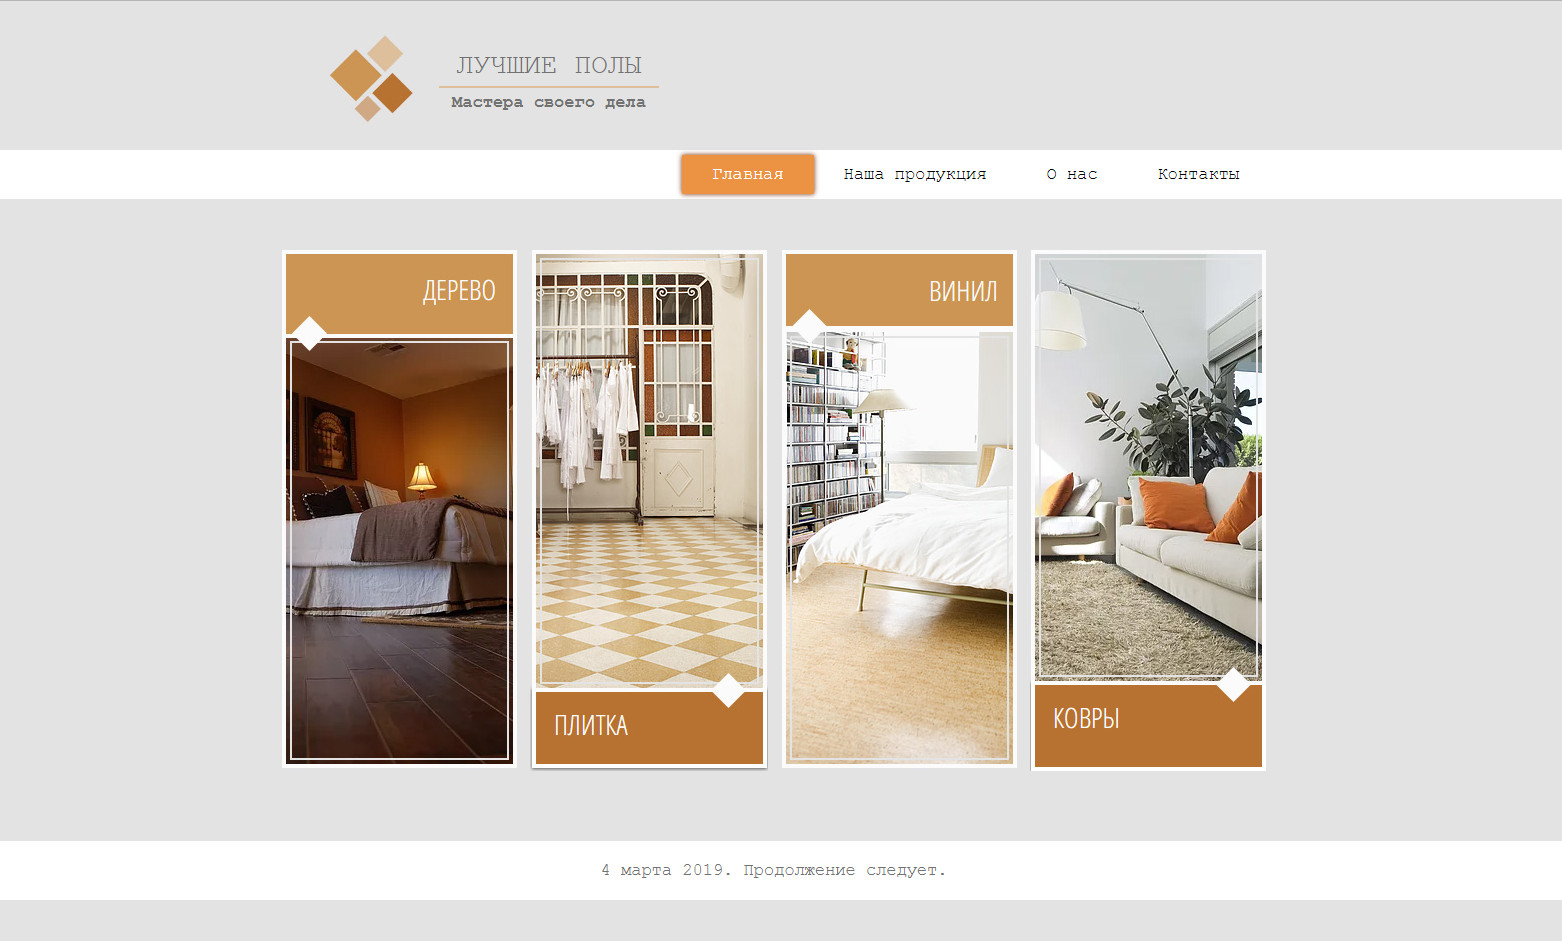 ЛУЧШИЕ ПОЛЫ
Мастера своего дела
Главная
Наша продукция
О нас
Контакты
ДЕРЕВО
ПЛИТКА
ВИНИЛ
КОВРЫ
4 марта 2019. Продолжение следует.